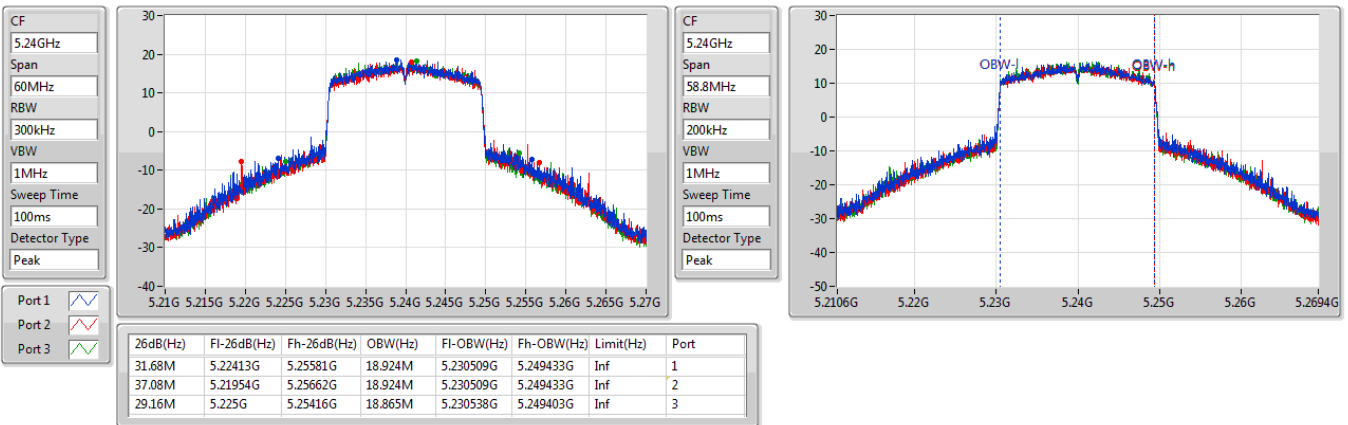 CF
5.24GHz
Span
60MHz
RBW
300kHz
VBW
1MHz
Sweep Time
100ms
Detector Type
Peak
30
20
10
0
-10
-20
-30
-40
5.21G 5.215G 5.22G 5.225G 5.23G 5.235G 5.24G 5.245G 5.25G 5.255G 5.26G 5.265G 5.27G
CF
5.24GHz
Span
58.8MHz
RBW
200kHz
VBW
1MHz
Sweep Time
100ms
Detector Type
Peak
30
20
10
0
-10
-20
-30
-40
-50
OBW-l OBW-h
5.2106G 5.22G 5.23G 5.24G 5.25G 5.26G 5.2694G
Port 1
Port 2
Port 3
26dB(Hz) Fl-26dB(Hz) Fh-26dB(Hz) OBW(Hz) Fl-OBW(Hz) Fh-OBW(Hz) Limit(Hz) Port
31.68M 5.22413G 5.25581G 18.924M 5.230509G 5.249433G Inf 1
37.08M 5.21954G 5.25662G 18.924M 5.230509G 5.249433G Inf 2
29.16M 5.225G 5.25416G 18.865M 5.230538G 5.249403G Inf 3